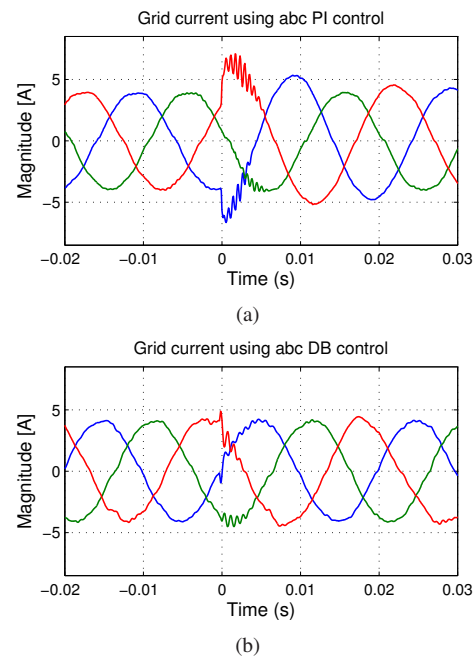 Grid current using abc PI control
Magnitude [A]
5
0
−5
−0.02 −0.01 0 0.01 0.02 0.03
Time (s)
(a)
Grid current using abc DB control
Magnitude [A]
5
0
−5
−0.02 −0.01 0 0.01 0.02 0.03
Time (s)
(b)